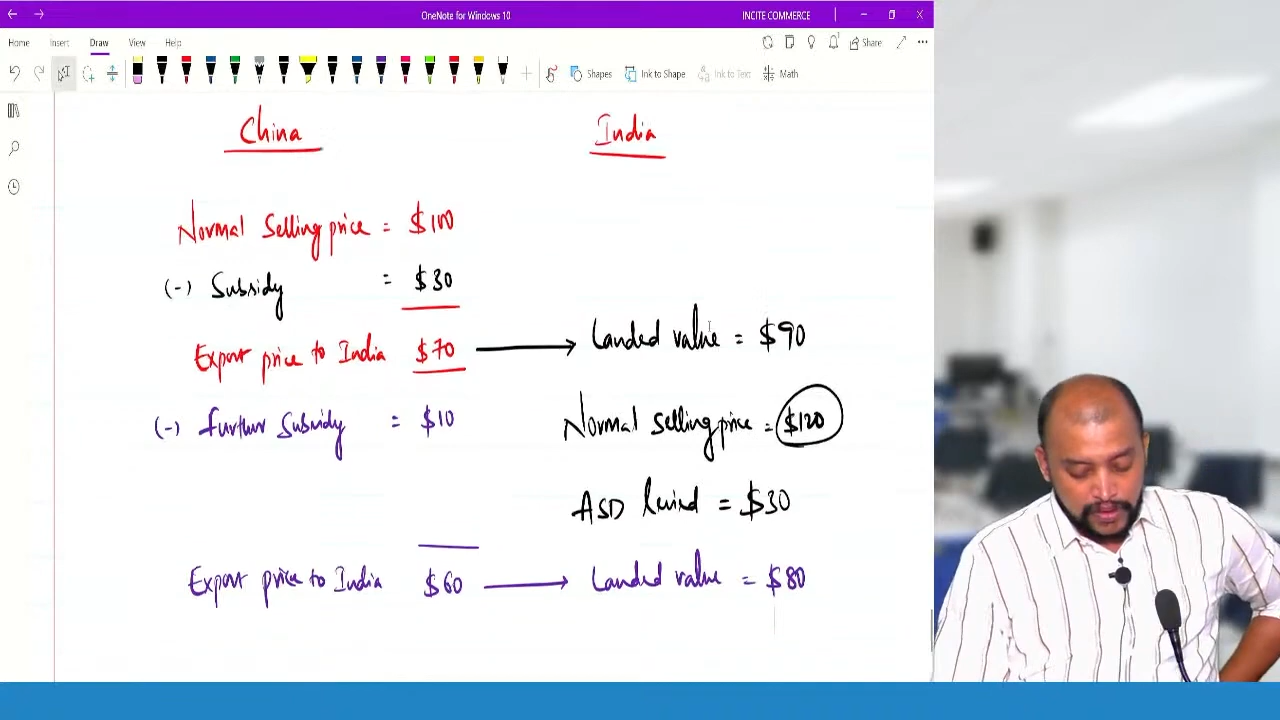 OneNote for Windows 10
INCITE COMMERCE
Home Insert Draw View Help
Share
Shapes Ink to Shape Ink to Text Math
China
India
Normal Selling price = $100
(-) Subsidy = $30
Export price to India $70
Landed value = $90
(-) further Subsidy = $10
Normal Selling price = $120
ASD levied = $30
Export price to India $60
Landed value = $80